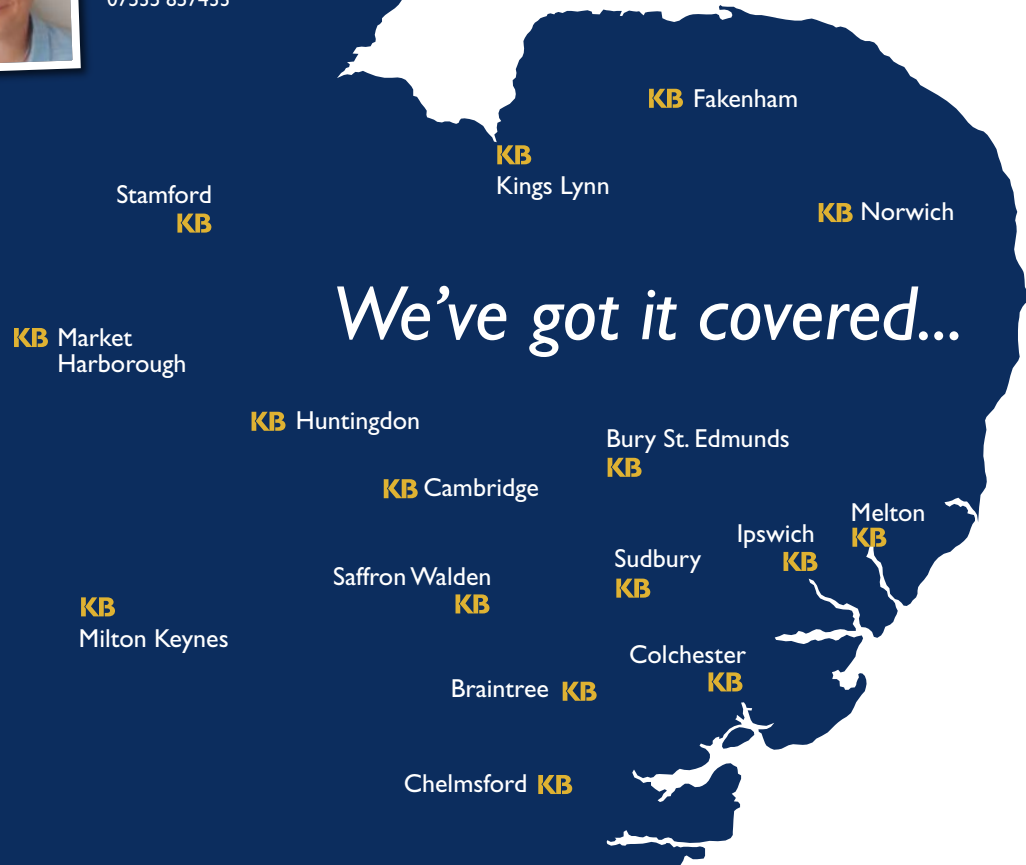 KB Fakenham
KB
Kings Lynn
Stamford
KB
KB Norwich
We've got it covered...
KB Market
Harborough
KB Huntingdon
Bury St. Edmunds
KB
KB Cambridge
Melton
KB
Ipswich
KB
Sudbury
KB
Saffron Walden
KB
KB
Milton Keynes
Colchester
KB
Braintree KB
Chelmsford KB